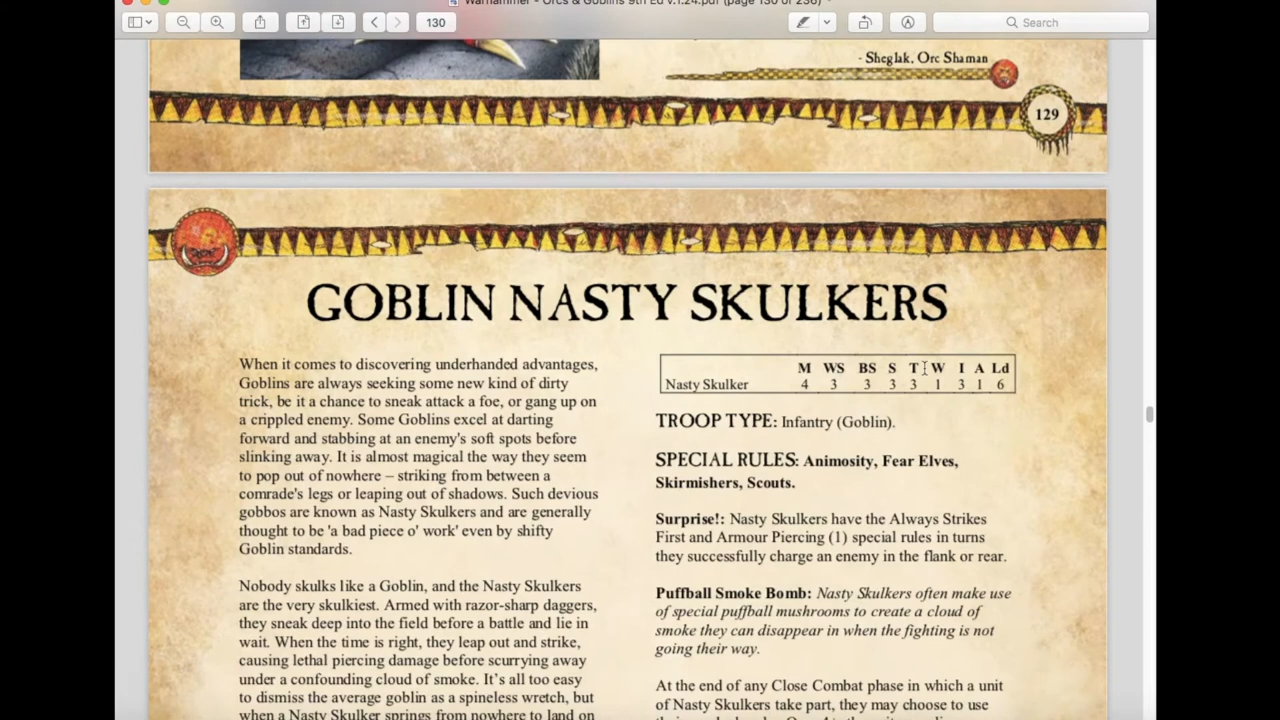 Warhammer - Orcs & Goblins 9th Ed v.1.24.pdf (page 130 of 236)
130
Search
- Sheglak, Orc Shaman
129
GOBLIN NASTY SKULKERS
When it comes to discovering underhanded advantages,
Goblins are always seeking some new kind of dirty
trick, be it a chance to sneak attack a foe, or gang up on
a crippled enemy. Some Goblins excel at darting
forward and stabbing at an enemy's soft spots before
slinking away. It is almost magical the way they seem
to pop out of nowhere – striking from between a
comrade's legs or leaping out of shadows. Such devious
gobbos are known as Nasty Skulkers and are generally
thought to be 'a bad piece o' work' even by shifty
Goblin standards.
Nobody skulks like a Goblin, and the Nasty Skulkers
are the very skulkiest. Armed with razor-sharp daggers,
they sneak deep into the field before a battle and lie in
wait. When the time is right, they leap out and strike,
causing lethal piercing damage before scurrying away
under a confounding cloud of smoke. It's all too easy
to dismiss the average goblin as a spineless wretch, but
when a Nasty Skulker springs from nowhere to land on
M WS BS S T W I A Ld
Nasty Skulker 4 3 3 3 3 1 3 1 6
TROOP TYPE: Infantry (Goblin).
SPECIAL RULES: Animosity, Fear Elves,
Skirmishers, Scouts.
Surprise!: Nasty Skulkers have the Always Strikes
First and Armour Piercing (1) special rules in turns
they successfully charge an enemy in the flank or rear.
Puffball Smoke Bomb: Nasty Skulkers often make use
of special puffball mushrooms to create a cloud of
smoke they can disappear in when the fighting is not
going their way.
At the end of any Close Combat phase in which a unit
of Nasty Skulkers take part, they may choose to use